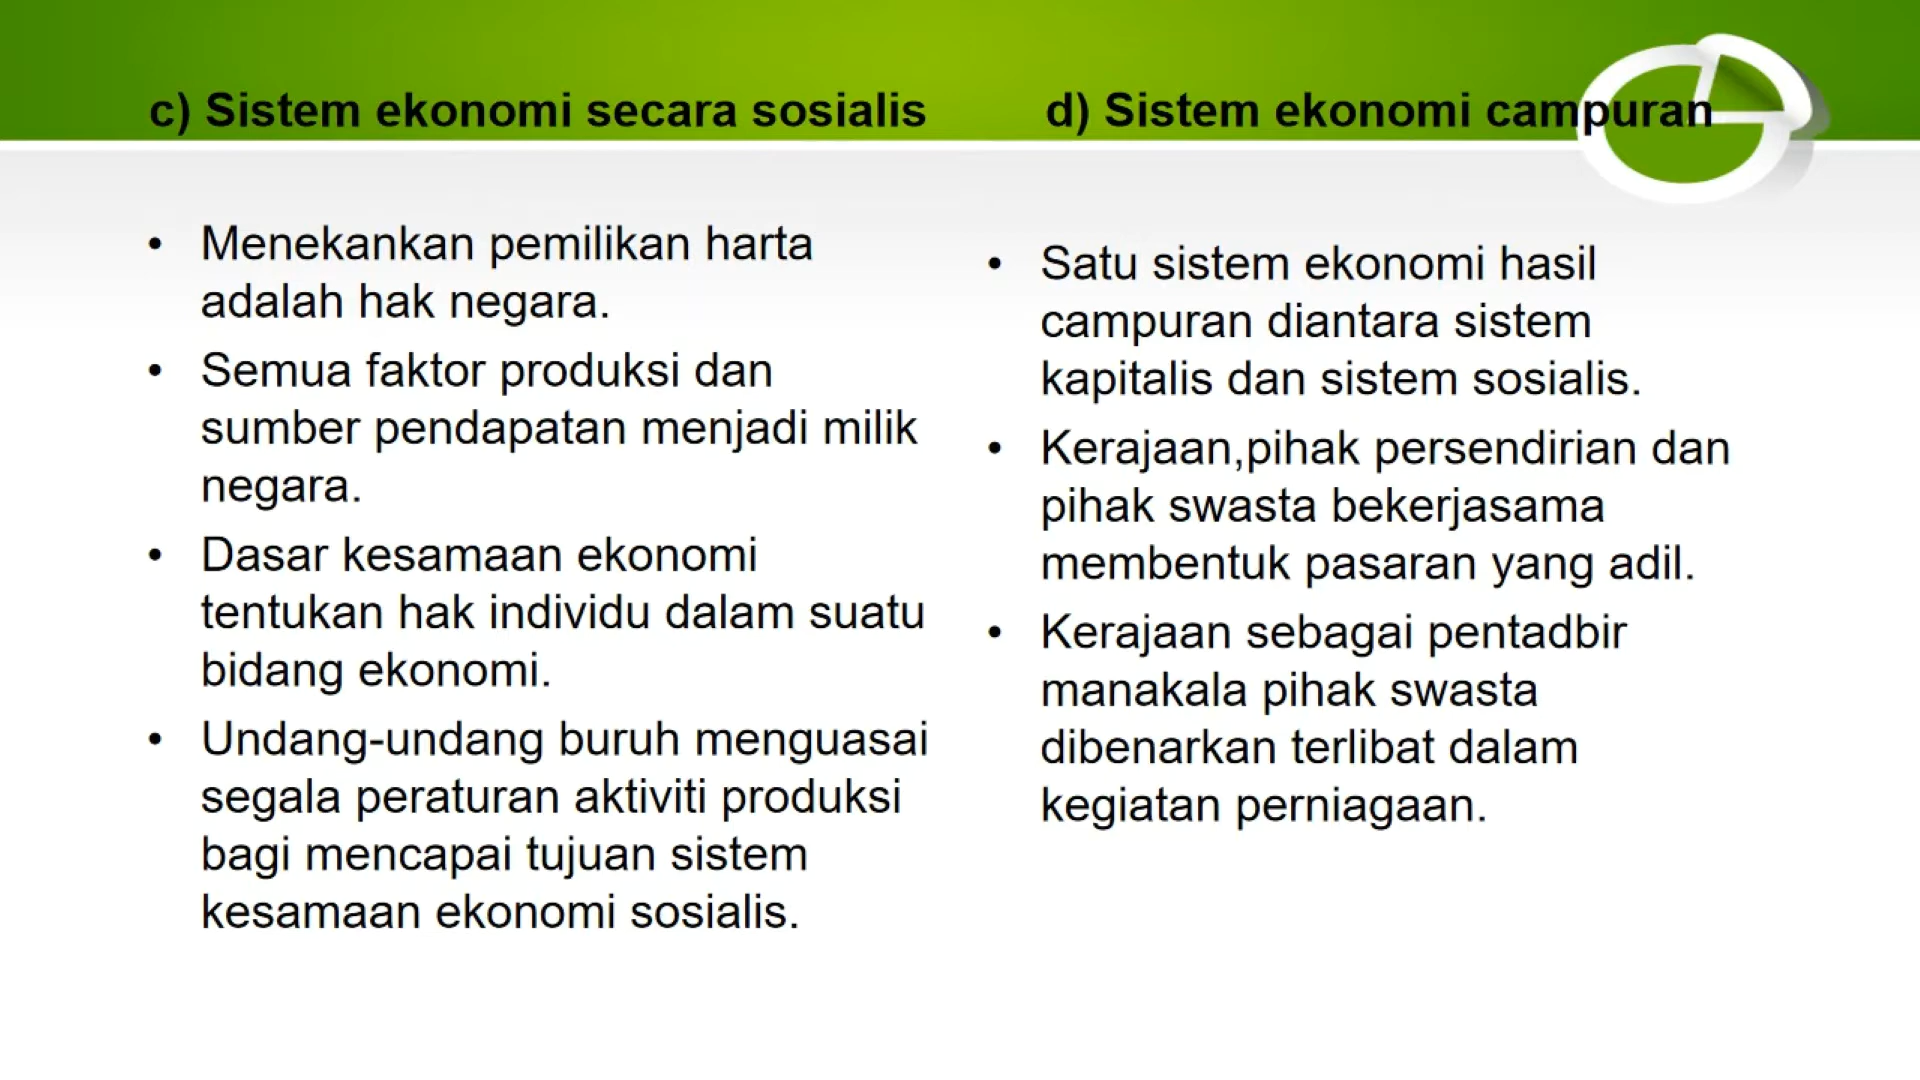 c) Sistem ekonomi secara sosialis
• Menekankan pemilikan harta
adalah hak negara.
• Semua faktor produksi dan
sumber pendapatan menjadi milik
negara.
• Dasar kesamaan ekonomi
tentukan hak individu dalam suatu
bidang ekonomi.
• Undang-undang buruh menguasai
segala peraturan aktiviti produksi
bagi mencapai tujuan sistem
kesamaan ekonomi sosialis.
d) Sistem ekonomi campuran
• Satu sistem ekonomi hasil
campuran diantara sistem
kapitalis dan sistem sosialis.
• Kerajaan,pihak persendirian dan
pihak swasta bekerjasama
membentuk pasaran yang adil.
• Kerajaan sebagai pentadbir
manakala pihak swasta
dibenarkan terlibat dalam
kegiatan perniagaan.